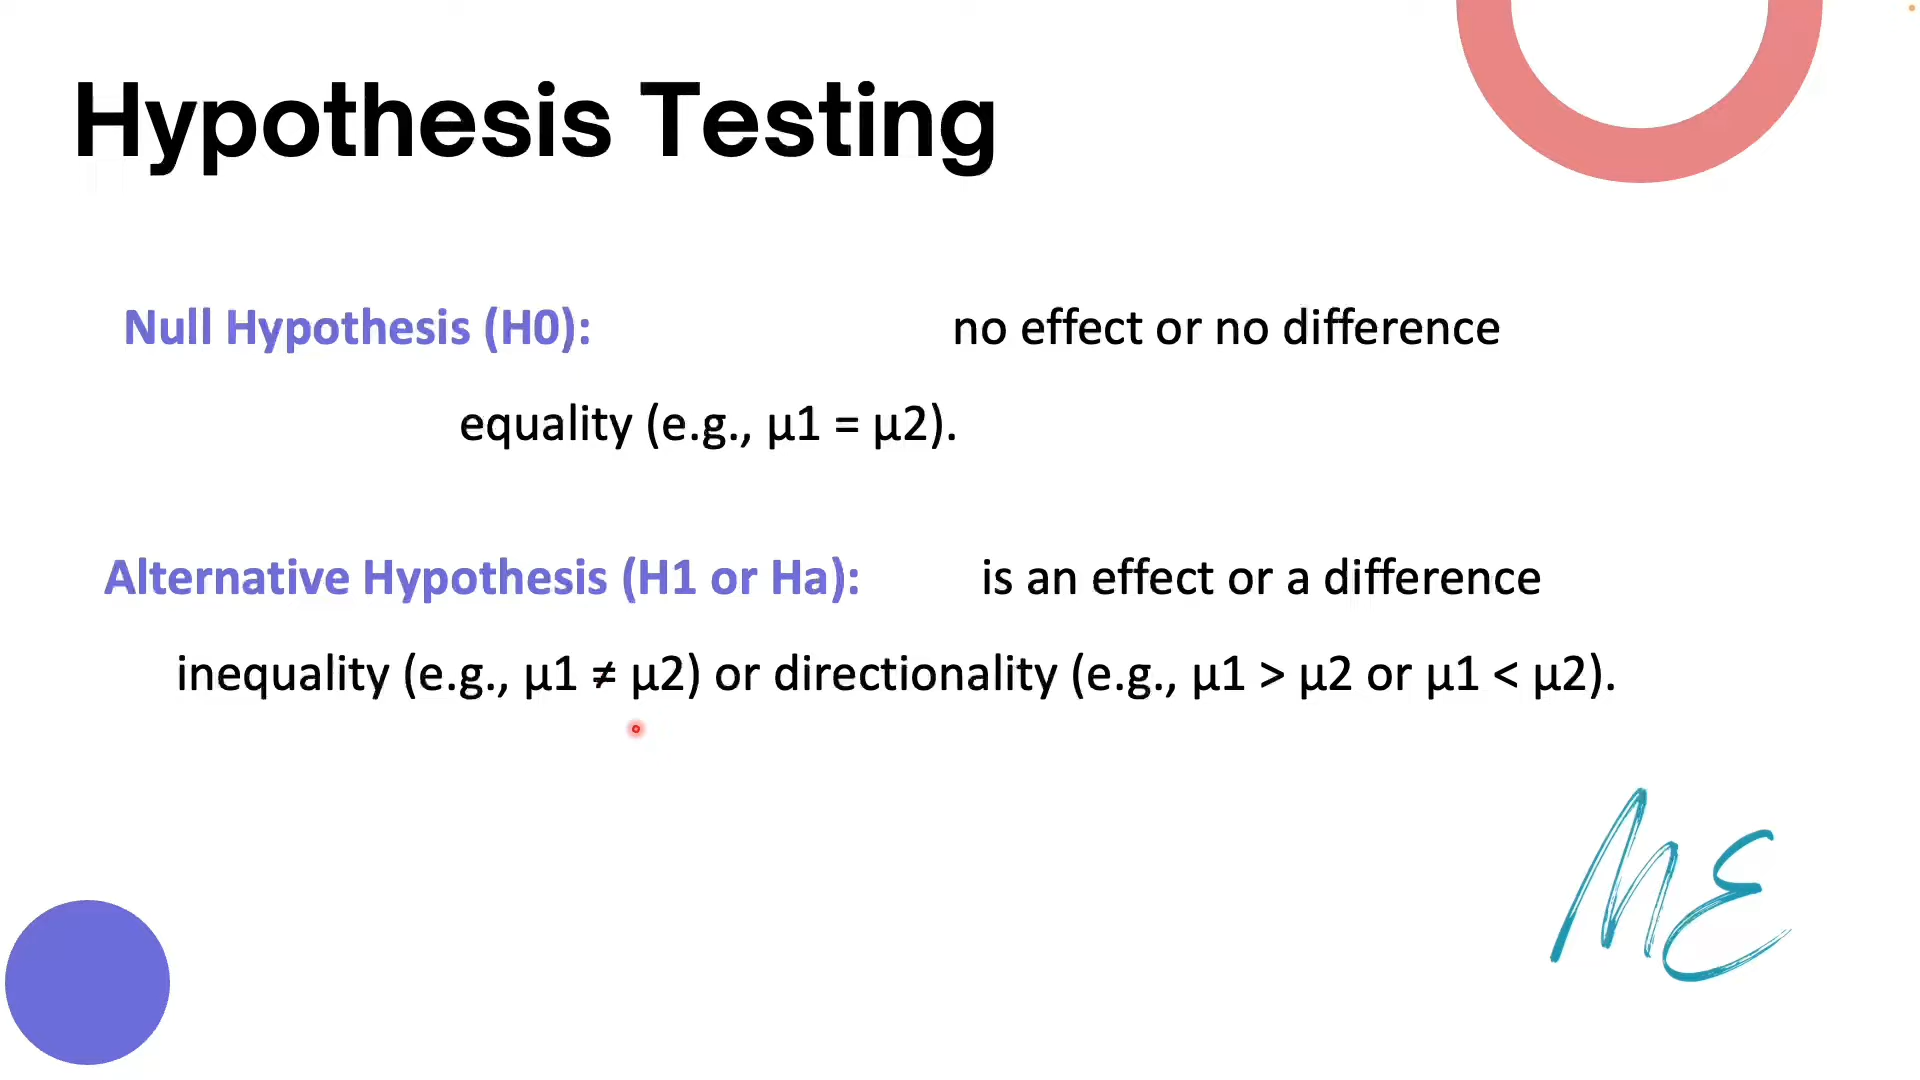 Hypothesis Testing
Null Hypothesis (H0): no effect or no difference
equality (e.g., μ1 = μ2).
Alternative Hypothesis (H1 or Ha): is an effect or a difference
inequality (e.g., μ1 ≠ μ2) or directionality (e.g., μ1 > μ2 or μ1 < μ2).
ME